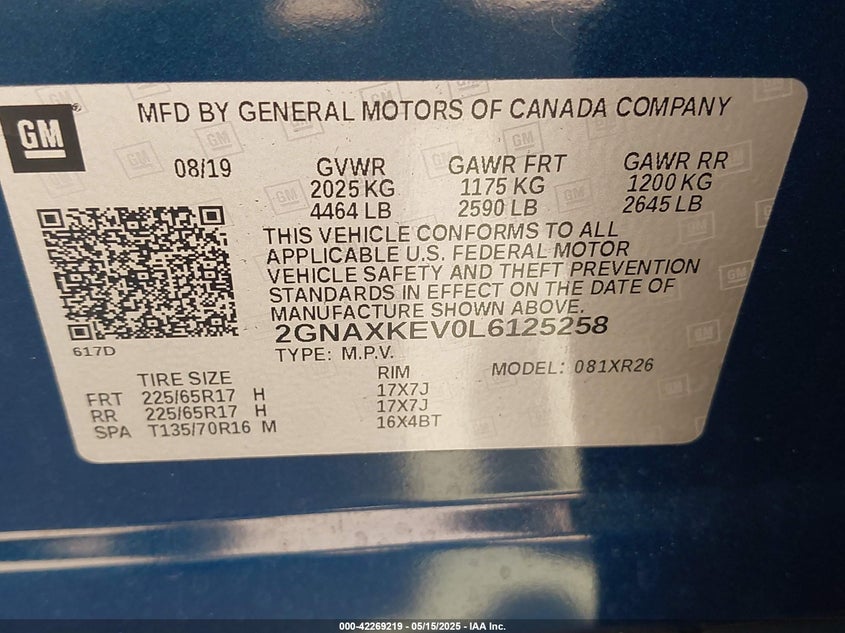 GM
MFD BY GENERAL MOTORS OF CANADA COMPANY
08/19 GVWR GAWR FRT GAWR RR
2025 KG 1175 KG 1200 KG
4464 LB 2590 LB 2645 LB
THIS VEHICLE CONFORMS TO ALL
APPLICABLE U.S. FEDERAL MOTOR
VEHICLE SAFETY AND THEFT PREVENTION
STANDARDS IN EFFECT ON THE DATE OF
MANUFACTURE SHOWN ABOVE.
2GNAXKEV0L6125258
617D
TYPE: M.P.V. MODEL: 081XR26
TIRE SIZE RIM
FRT 225/65R17 H 17X7J
RR 225/65R17 H 17X7J
SPA T135/70R16 M 16X4BT
000-42269219 - 05/15/2025 - IAA Inc.